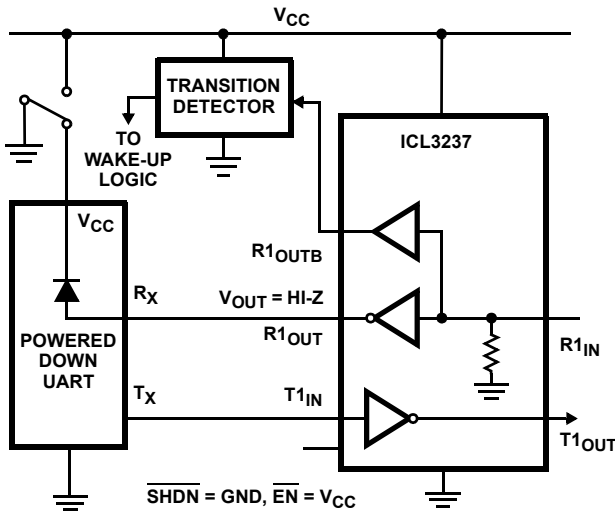 VCC
TRANSITION
DETECTOR
TO
WAKE-UP
LOGIC
ICL3237
VCC
R1OUTB
RX
VOUT = HI-Z
R1OUT
R1IN
POWERED
DOWN
UART
TX
T1IN
T1OUT
SHDN = GND, EN = VCC